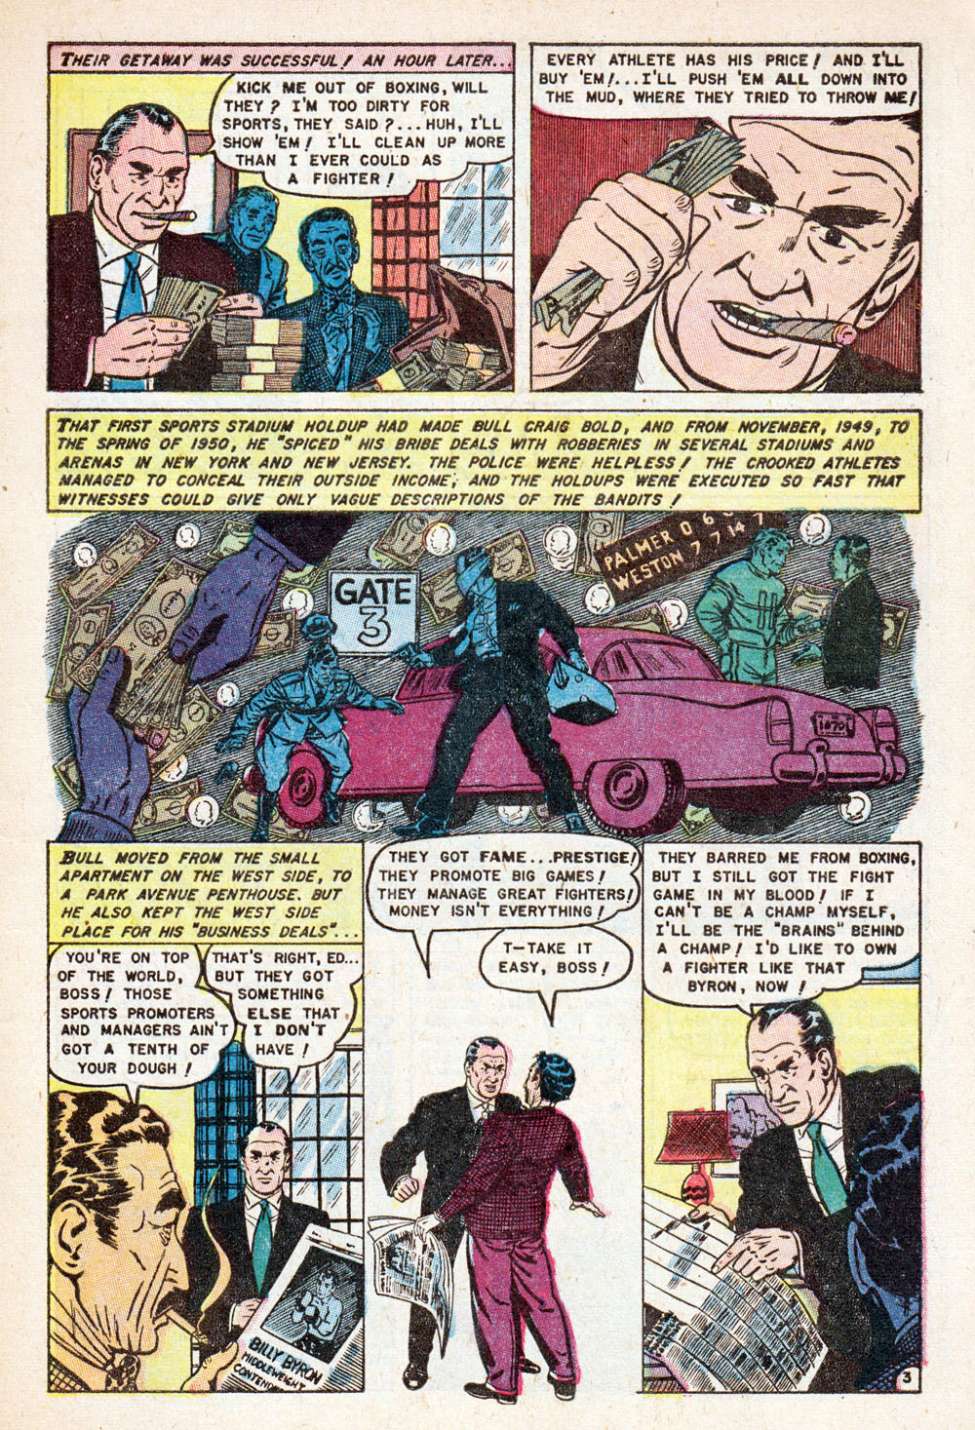 THEIR GETAWAY WAS SUCCESSFUL! AN HOUR LATER...
KICK ME OUT OF BOXING, WILL
THEY? I'M TOO DIRTY FOR
SPORTS, THEY SAID?...HUH, I'LL
SHOW 'EM! I'LL CLEAN UP MORE
THAN I EVER COULD AS
A FIGHTER!
EVERY ATHLETE HAS HIS PRICE! AND I'LL
BUY 'EM!...I'LL PUSH 'EM ALL DOWN INTO
THE MUD, WHERE THEY TRIED TO THROW ME!
THAT FIRST SPORTS STADIUM HOLDUP HAD MADE BULL CRAIG BOLD, AND FROM NOVEMBER, 1949, TO
THE SPRING OF 1950, HE "SPICED" HIS BRIBE DEALS WITH ROBBERIES IN SEVERAL STADIUMS AND
ARENAS IN NEW YORK AND NEW JERSEY. THE POLICE WERE HELPLESS! THE CROOKED ATHLETES
MANAGED TO CONCEAL THEIR OUTSIDE INCOME, AND THE HOLDUPS WERE EXECUTED SO FAST THAT
WITNESSES COULD GIVE ONLY VAGUE DESCRIPTIONS OF THE BANDITS!
GATE
3
PALMER 0 6
WESTON 7 7 14 7
BULL MOVED FROM THE SMALL
APARTMENT ON THE WEST SIDE, TO
A PARK AVENUE PENTHOUSE. BUT
HE ALSO KEPT THE WEST SIDE
PLACE FOR HIS "BUSINESS DEALS"...
YOU'RE ON TOP
OF THE WORLD,
BOSS! THOSE
SPORTS PROMOTERS
AND MANAGERS AIN'T
GOT A TENTH OF
YOUR DOUGH!
THAT'S RIGHT, ED...
BUT THEY GOT
SOMETHING
ELSE THAT
I DON'T
HAVE!
BILLY BYRON
MIDDLEWEIGHT
THEY GOT FAME...PRESTIGE!
THEY PROMOTE BIG GAMES!
THEY MANAGE GREAT FIGHTERS!
MONEY ISN'T EVERYTHING!
T-TAKE IT
EASY, BOSS!
THEY BARRED ME FROM BOXING,
BUT I STILL GOT THE FIGHT
GAME IN MY BLOOD! IF I
CAN'T BE A CHAMP MYSELF,
I'LL BE THE "BRAINS" BEHIND
A CHAMP! I'D LIKE TO OWN
A FIGHTER LIKE THAT
BYRON, NOW!
3